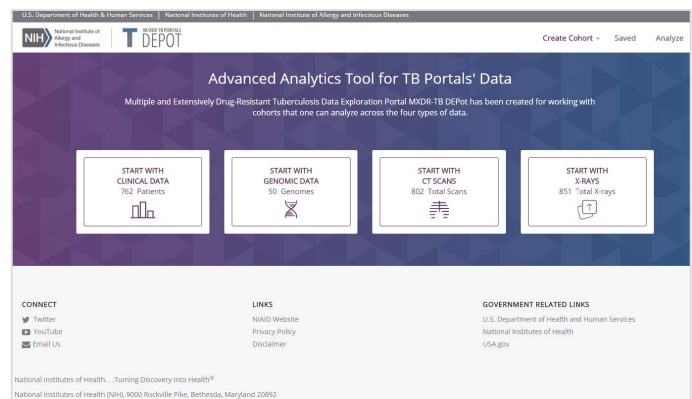 U.S. Department of Health & Human Services | National Institutes of Health | National Institute of Allergy and Infectious Diseases
NIH National Institute of Allergy and Infectious Diseases
MXDR TB PORTALS
DEPOT
Create Cohort Saved Analyze
Advanced Analytics Tool for TB Portals' Data
Multiple and Extensively Drug-Resistant Tuberculosis Data Exploration Portal MXDR-TB DEPot has been created for working with
cohorts that one can analyze across the four types of data.
START WITH
CLINICAL DATA
762 Patients
START WITH
GENOMIC DATA
50 Genomes
START WITH
CT SCANS
802 Total Scans
START WITH
X-RAYS
851 Total X-rays
CONNECT
Twitter
YouTube
Email Us
LINKS
NIAID Website
Privacy Policy
Disclaimer
GOVERNMENT RELATED LINKS
U.S. Department of Health and Human Services
National Institutes of Health
USA.gov
National Institutes of Health. . .Turning Discovery Into Health®
National Institutes of Health (NIH), 9000 Rockville Pike, Bethesda, Maryland 20892